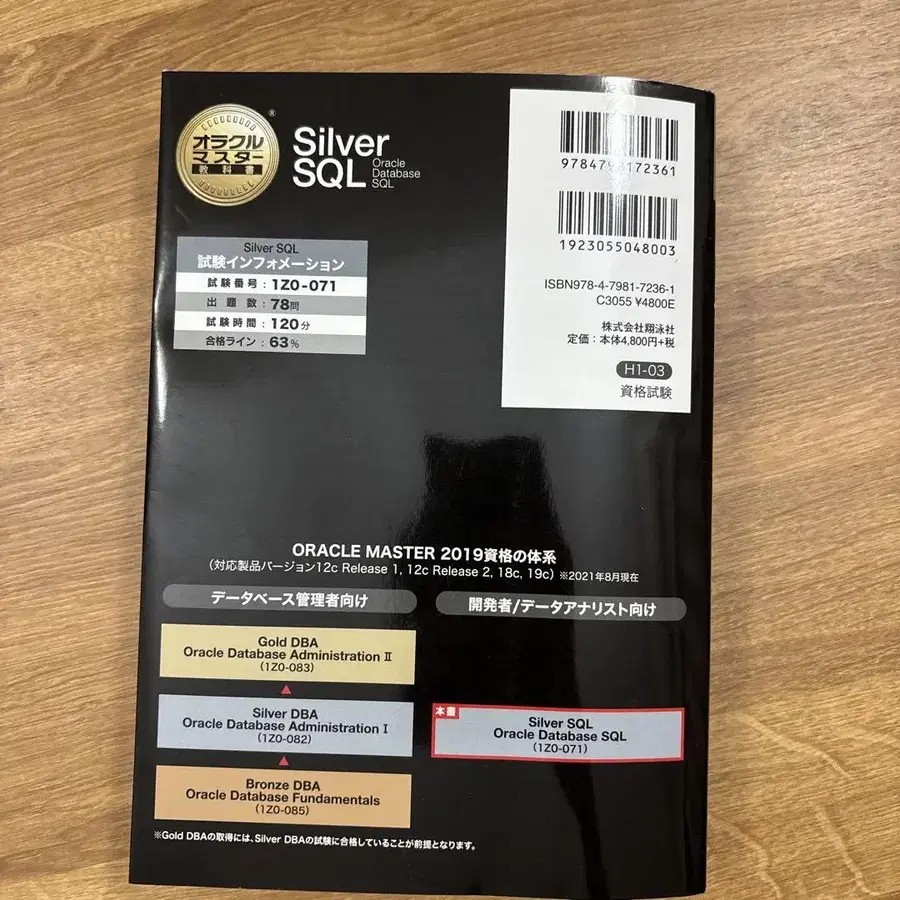 オラクル
マスター
教科書
®
Silver
SQL
Oracle
Database
SQL
9784798172361
1923055048003
ISBN978-4-7981-7236-1
C3055 ¥4800E
株式会社翔泳社
定価：本体4,800円+税
H1-03
資格試験
Silver SQL
試験インフォメーション
試験番号：1Z0-071
出題数：78問
試験時間：120分
合格ライン：63%
ORACLE MASTER 2019資格の体系
（対応製品バージョン12c Release 1, 12c Release 2, 18c, 19c）※2021年8月現在
データベース管理者向け
Gold DBA
Oracle Database Administration Ⅱ
（1Z0-083）
Silver DBA
Oracle Database Administration Ⅰ
（1Z0-082）
Bronze DBA
Oracle Database Fundamentals
（1Z0-085）
開発者/データアナリスト向け
本書
Silver SQL
Oracle Database SQL
（1Z0-071）
※Gold DBAの取得には、Silver DBAの試験に合格していることが前提となります。